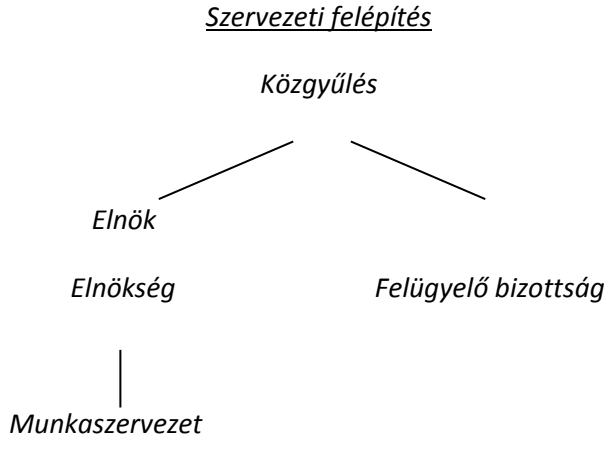 Szervezeti felépítés
Közgyűlés
Elnök
Elnökség
Felügyelő bizottság
Munkaszervezet